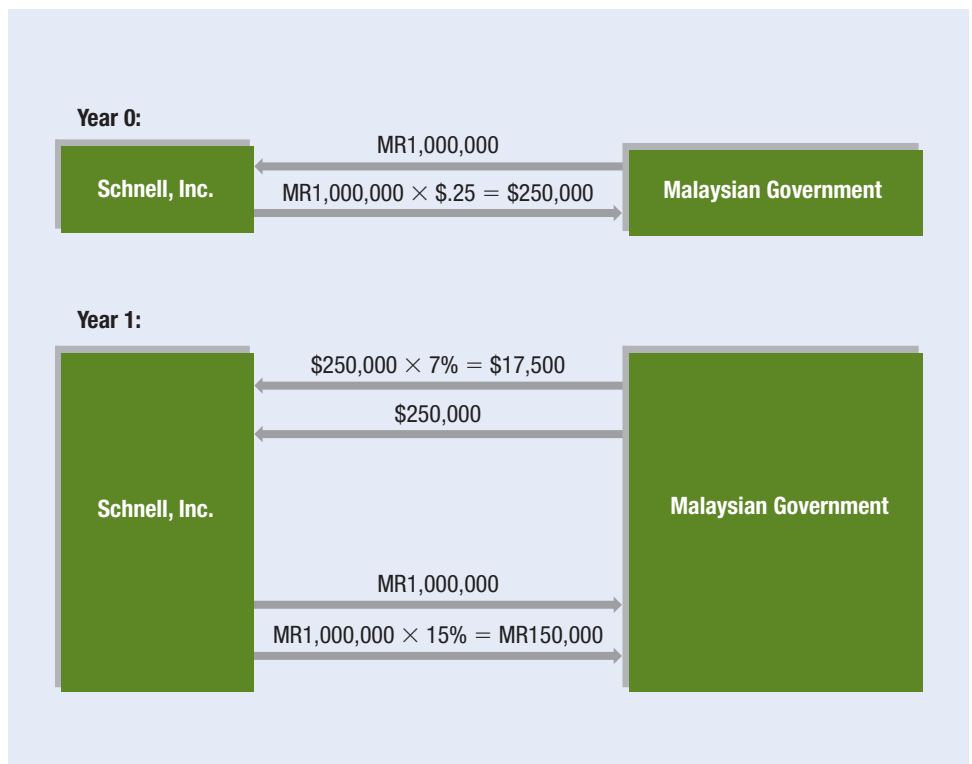 Year 0:
MR1,000,000
Schnell, Inc.
MR1,000,000 × $.25 = $250,000
Malaysian Government
Year 1:
$250,000 × 7% = $17,500
$250,000
Schnell, Inc.
Malaysian Government
MR1,000,000
MR1,000,000 × 15% = MR150,000